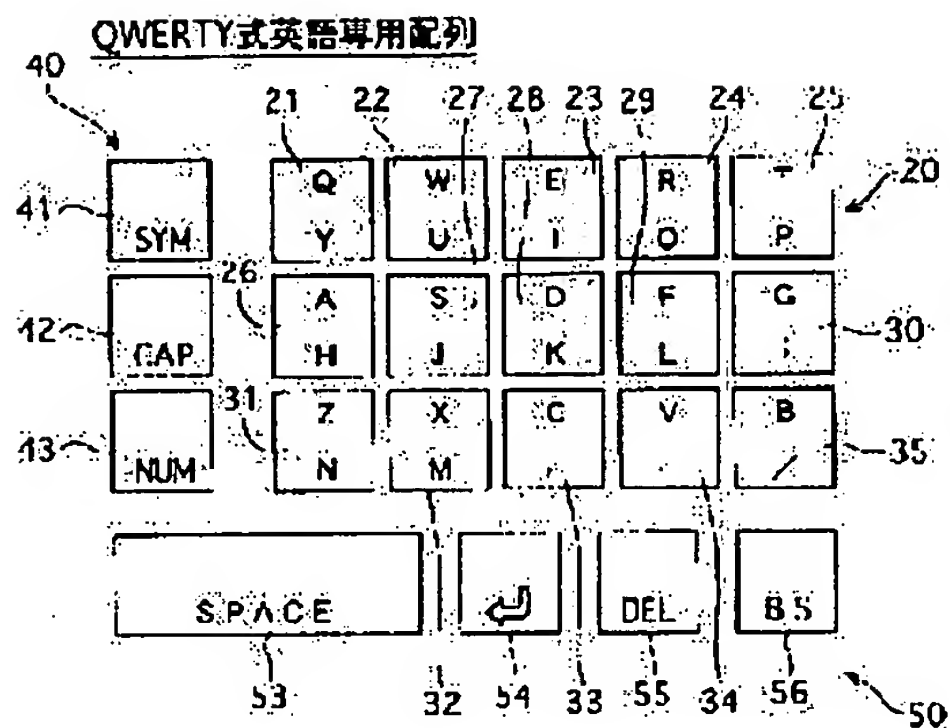 QWERTY式英語専用配列
40 21 22 27 28 23 29 24 25
Q W E R T
20
41 SYM Y U I O P
26 A S D F G
42 CAP H J K L ; 30
31 Z X C V B
43 NUM N M , . / 35
SPACE DEL BS
53 32 54 33 55 34 56
50